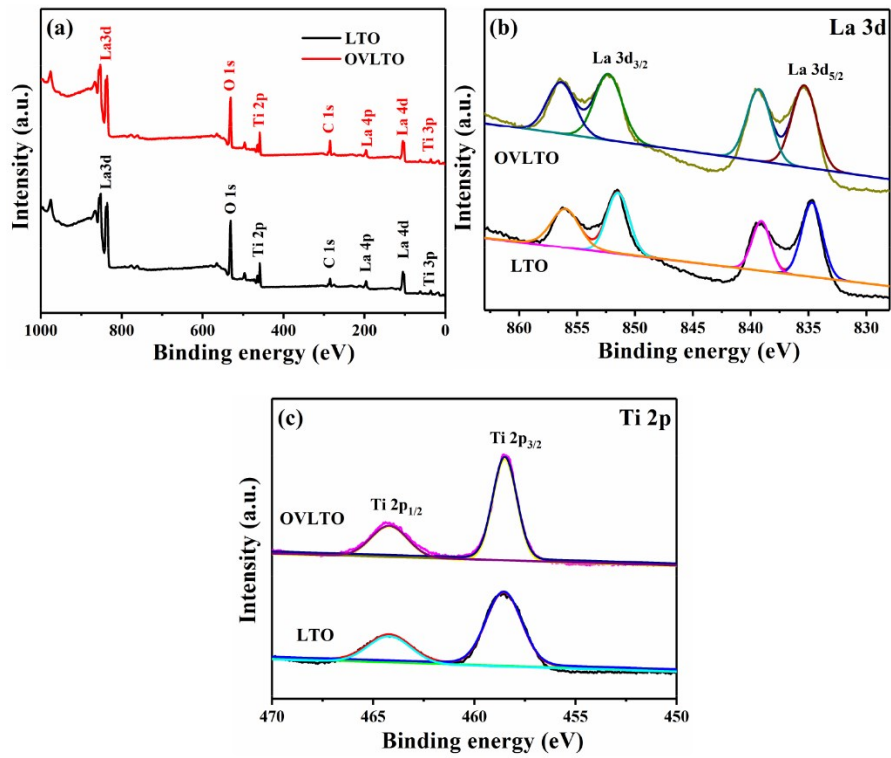 (a)
LTO
OVLTO
La3d
O 1s
Ti 2p
C 1s
La 4p
La 4d
Ti 3p
La3d
O 1s
Ti 2p
C 1s
La 4p
La 4d
Ti 3p
Intensity (a.u.)
1000 800 600 400 200 0
Binding energy (eV)
(b) La 3d
La 3d3/2
La 3d5/2
OVLTO
LTO
Intensity (a.u.)
860 855 850 845 840 835 830
Binding energy (eV)
(c) Ti 2p
Ti 2p3/2
Ti 2p1/2
OVLTO
LTO
Intensity (a.u.)
470 465 460 455 450
Binding energy (eV)